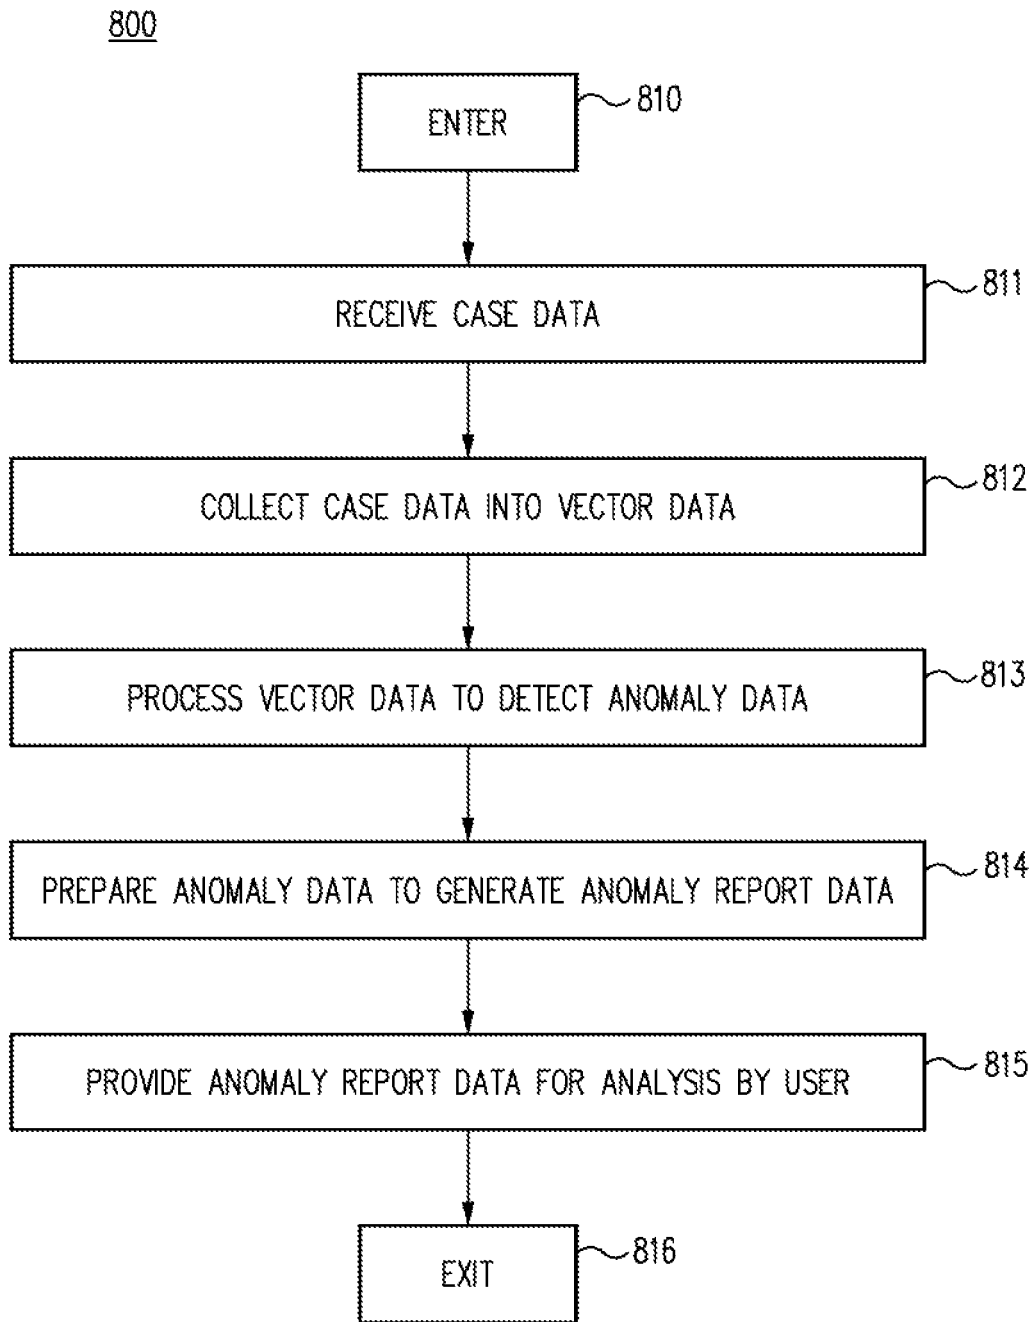 800
ENTER
810
RECEIVE CASE DATA
811
COLLECT CASE DATA INTO VECTOR DATA
812
PROCESS VECTOR DATA TO DETECT ANOMALY DATA
813
PREPARE ANOMALY DATA TO GENERATE ANOMALY REPORT DATA
814
PROVIDE ANOMALY REPORT DATA FOR ANALYSIS BY USER
815
EXIT
816